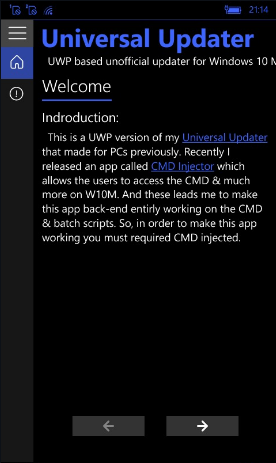 21:14
Universal Updater
UWP based unofficial updater for Windows 10 M
Welcome
Indroduction:
This is a UWP version of my Universal Updater
that made for PCs previously. Recently I
released an app called CMD Injector which
allows the users to access the CMD & much
more on W10M. And these leads me to make
this app back-end entirly working on the CMD
& batch scripts. So, in order to make this app
working you must required CMD injected.